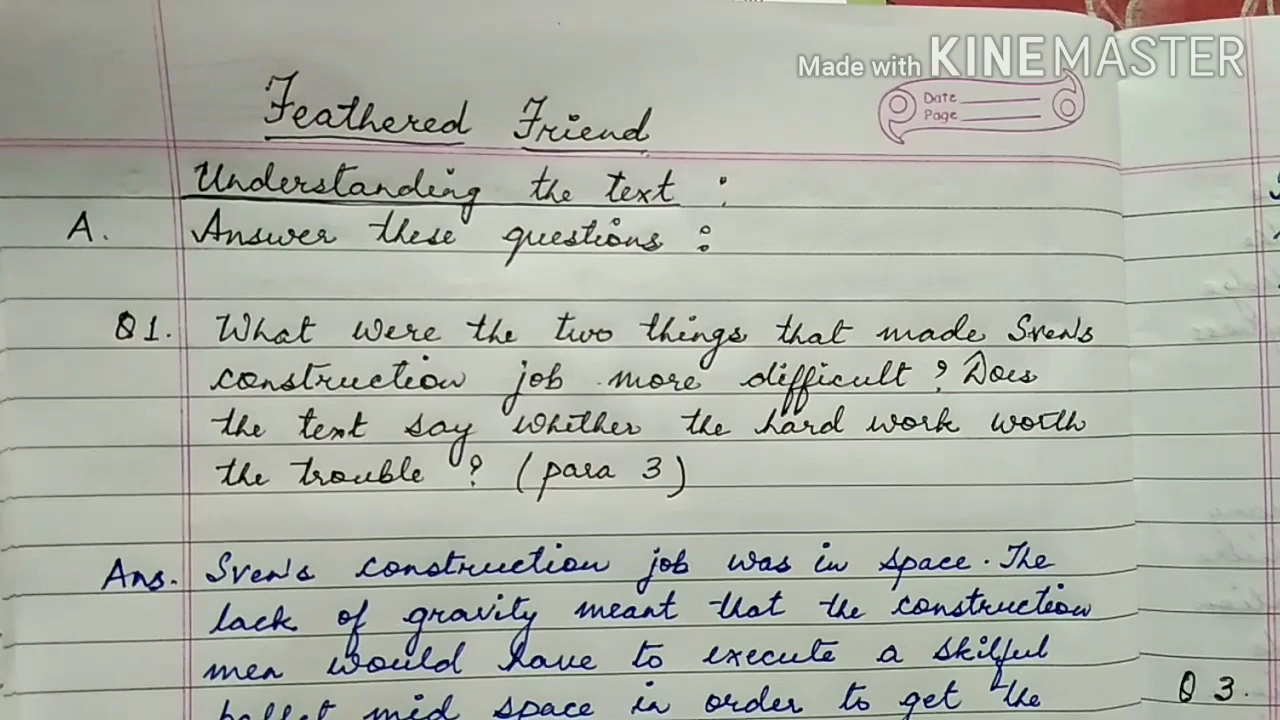 Made with KINEMASTER
Date
Page
Feathered Friend
Understanding the text :
A. Answer these questions :
Q1. What were the two things that made Sven's
construction job more difficult? Does
the text say whether the hard work worth
the trouble? (para 3)
Ans. Sven's construction job was in space. The
lack of gravity meant that the construction
men would have to execute a skilful
ballet mid space in order to get the
Q 3.